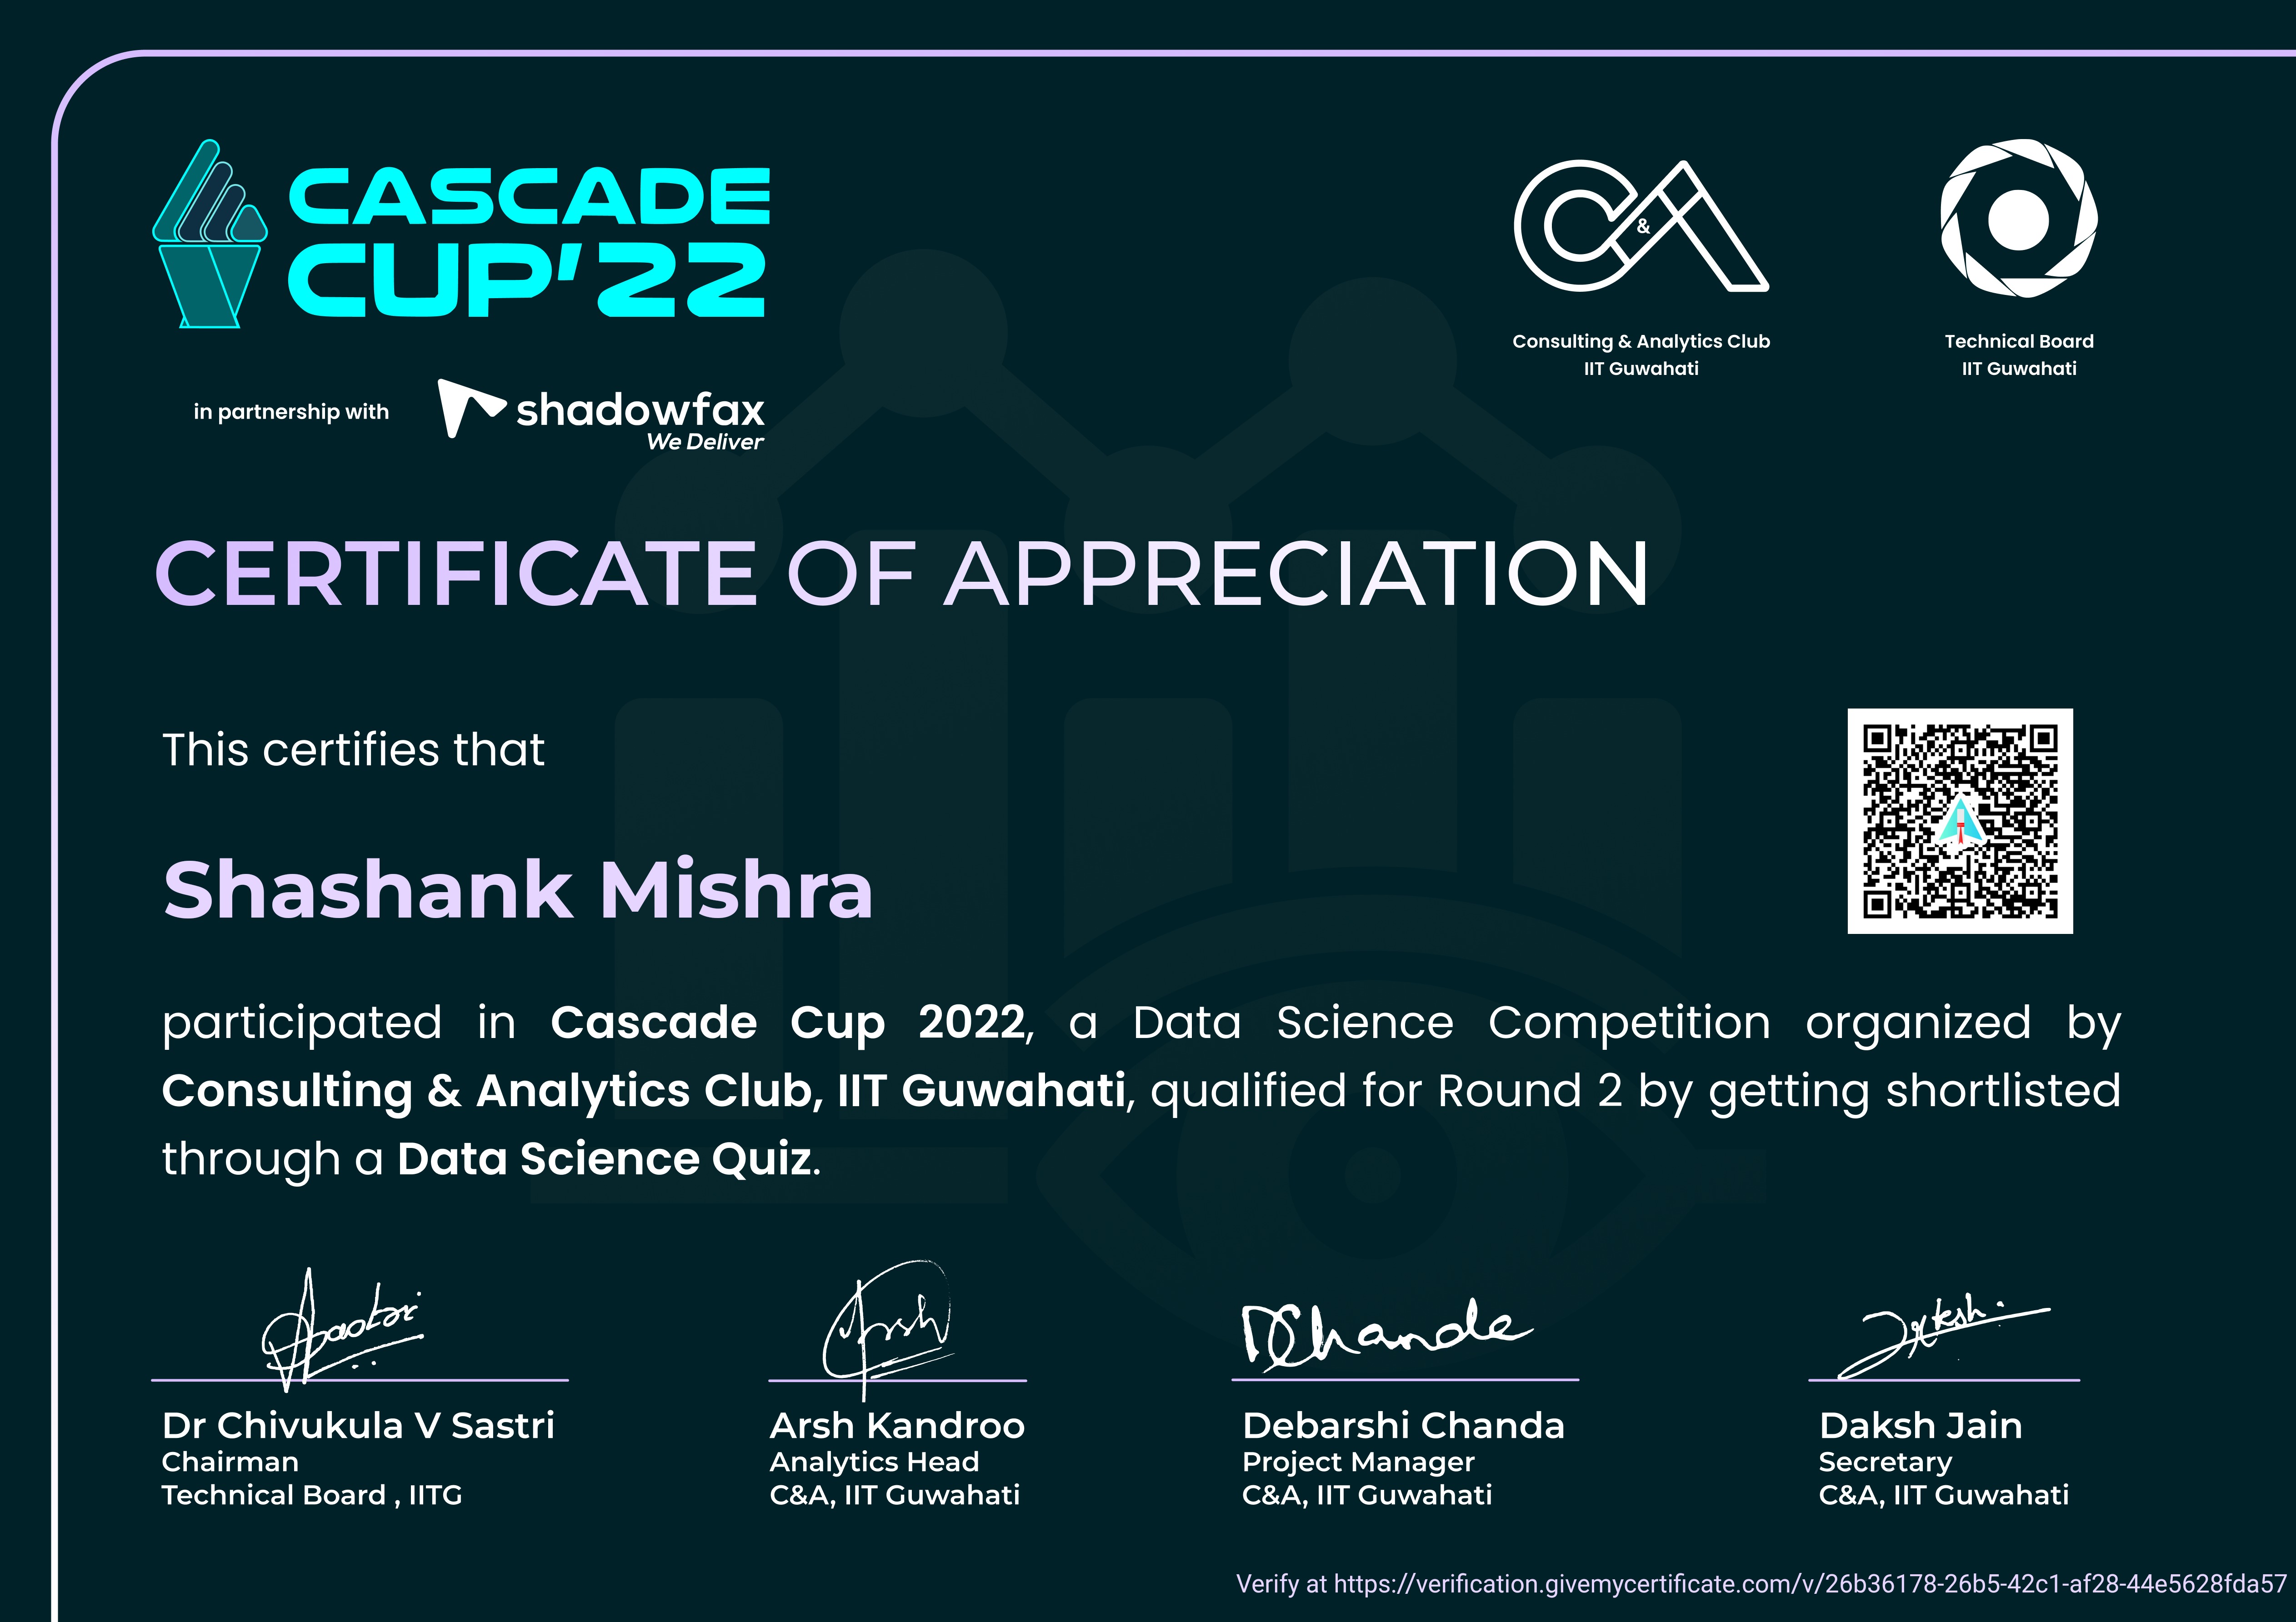 CASCADE
CUP'22
in partnership with
shadowfax
We Deliver
&
Consulting & Analytics Club
IIT Guwahati
Technical Board
IIT Guwahati
CERTIFICATE OF APPRECIATION
This certifies that
Shashank Mishra
participated in Cascade Cup 2022, a Data Science Competition organized by
Consulting & Analytics Club, IIT Guwahati, qualified for Round 2 by getting shortlisted
through a Data Science Quiz.
Sastri
Arsh
DChanda
Daksh
Dr Chivukula V Sastri
Chairman
Technical Board , IITG
Arsh Kandroo
Analytics Head
C&A, IIT Guwahati
Debarshi Chanda
Project Manager
C&A, IIT Guwahati
Daksh Jain
Secretary
C&A, IIT Guwahati
Verify at https://verification.givemycertificate.com/v/26b36178-26b5-42c1-af28-44e5628fda57